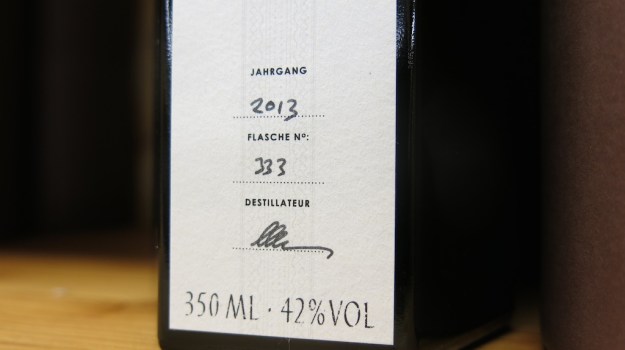 JAHRGANG
2013
FLASCHE Nº:
333
DESTILLATEUR
350 ML · 42% VOL